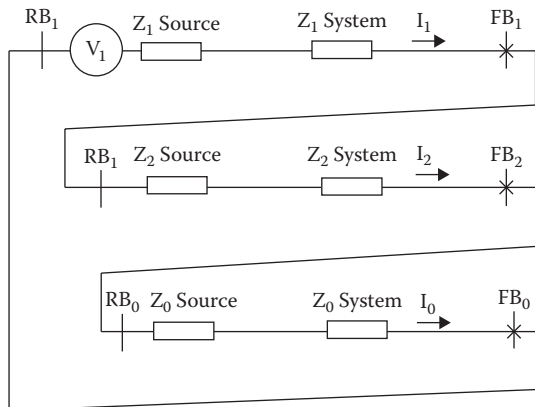 RB₁ Z₁ Source Z₁ System I₁ FB₁
V₁
RB₁ Z₂ Source Z₂ System I₂ FB₂
RB₀ Z₀ Source Z₀ System I₀ FB₀